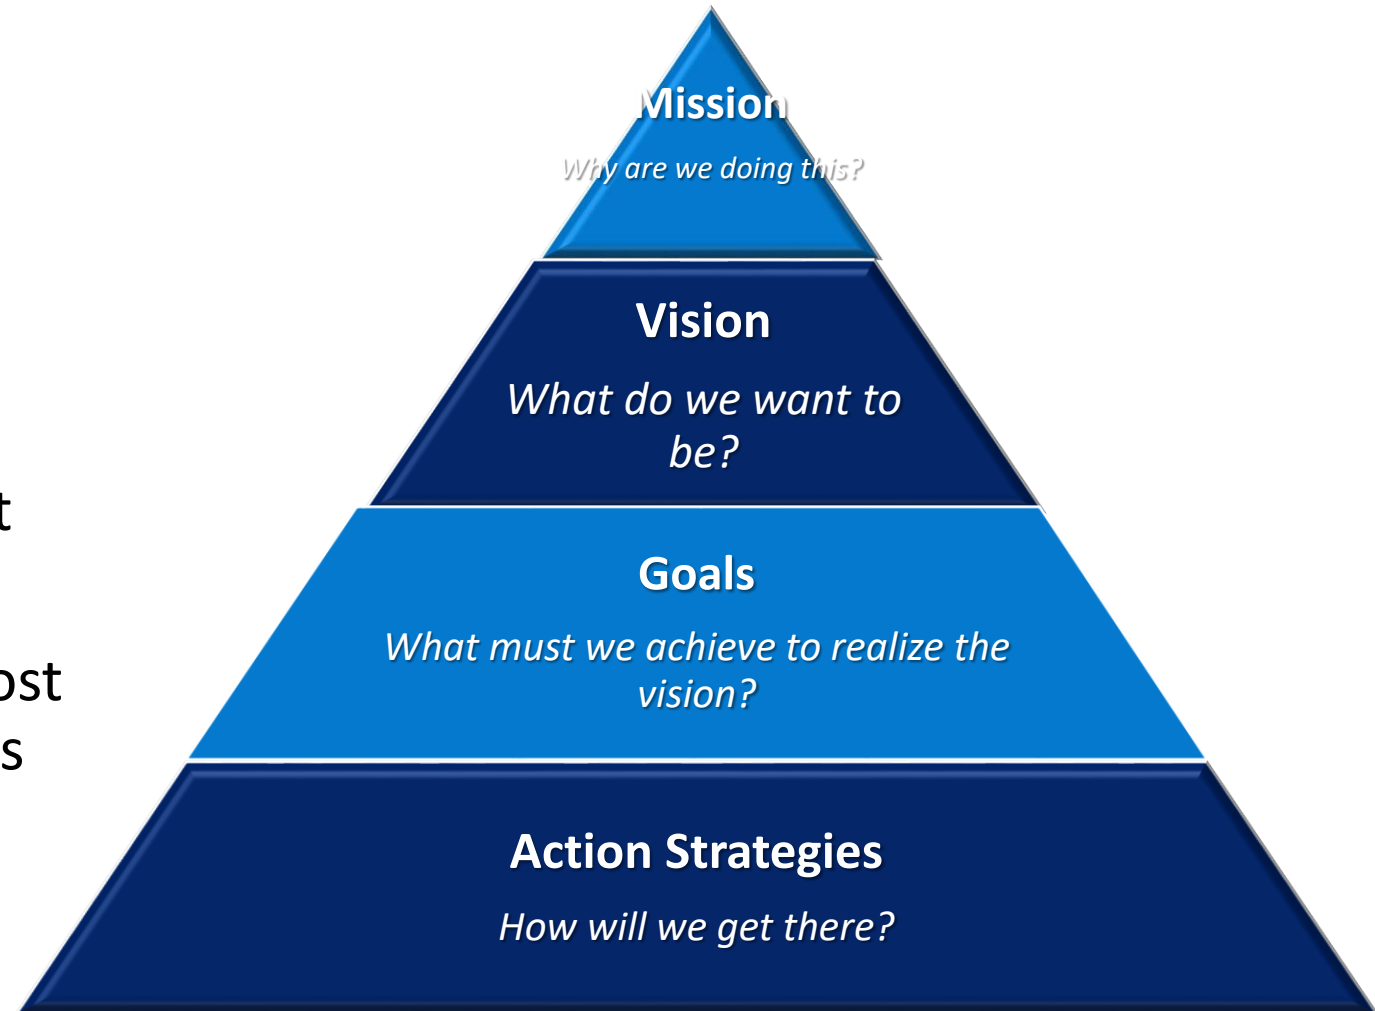 Mission
Why are we doing this?
Vision
What do we want to
be?
Goals
What must we achieve to realize the
vision?
Action Strategies
How will we get there?